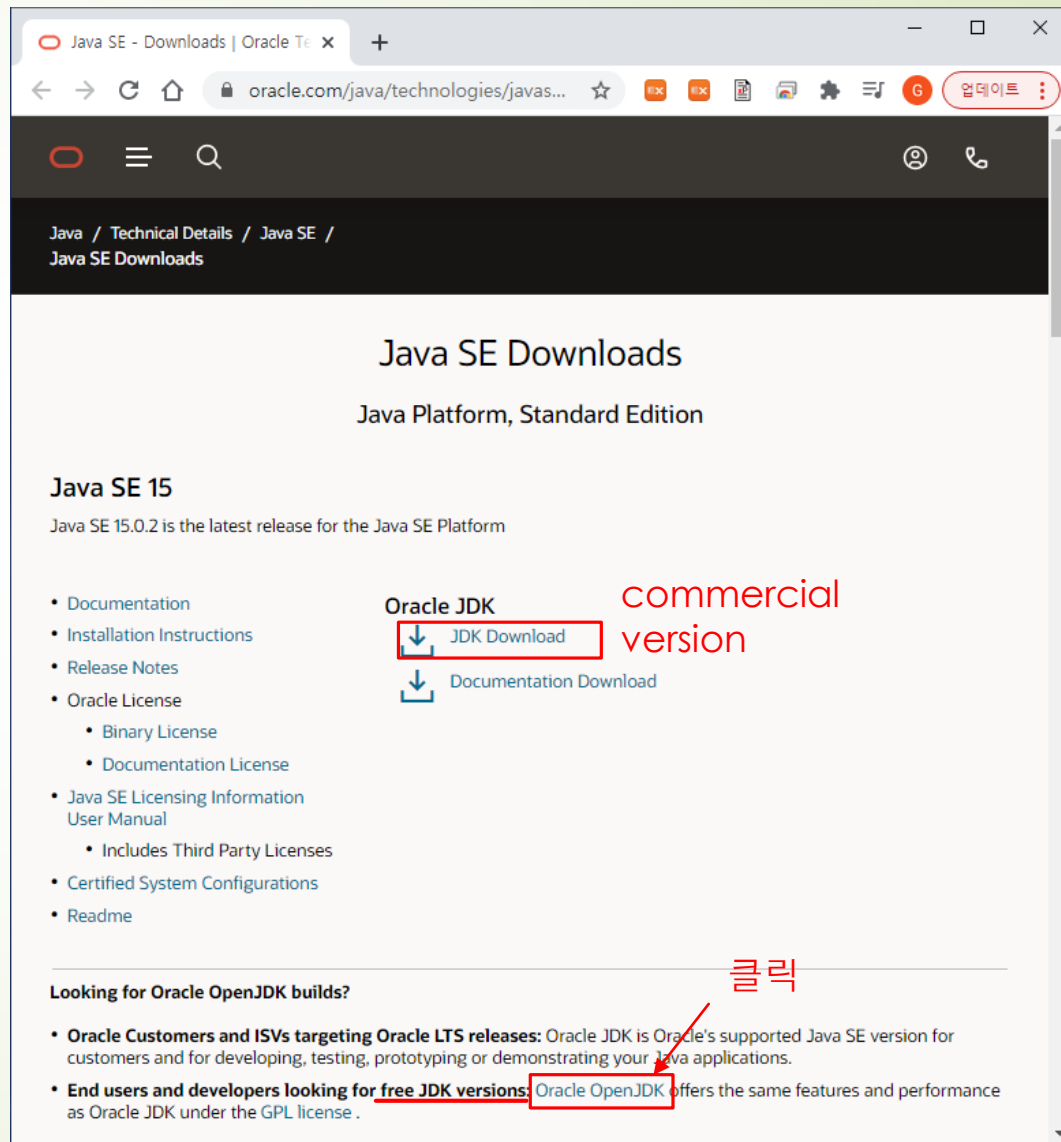 Java SE - Downloads | Oracle Te
oracle.com/java/technologies/javas...
EX
EX
G
업데이트
Java / Technical Details / Java SE /
Java SE Downloads
Java SE Downloads
Java Platform, Standard Edition
Java SE 15
Java SE 15.0.2 is the latest release for the Java SE Platform
• Documentation
• Installation Instructions
• Release Notes
• Oracle License
• Binary License
• Documentation License
• Java SE Licensing Information
User Manual
• Includes Third Party Licenses
• Certified System Configurations
• Readme
Oracle JDK
JDK Download
Documentation Download
commercial
version
클릭
Looking for Oracle OpenJDK builds?
• Oracle Customers and ISVs targeting Oracle LTS releases: Oracle JDK is Oracle's supported Java SE version for
customers and for developing, testing, prototyping or demonstrating your Java applications.
• End users and developers looking for free JDK versions: Oracle OpenJDK offers the same features and performance
as Oracle JDK under the GPL license .